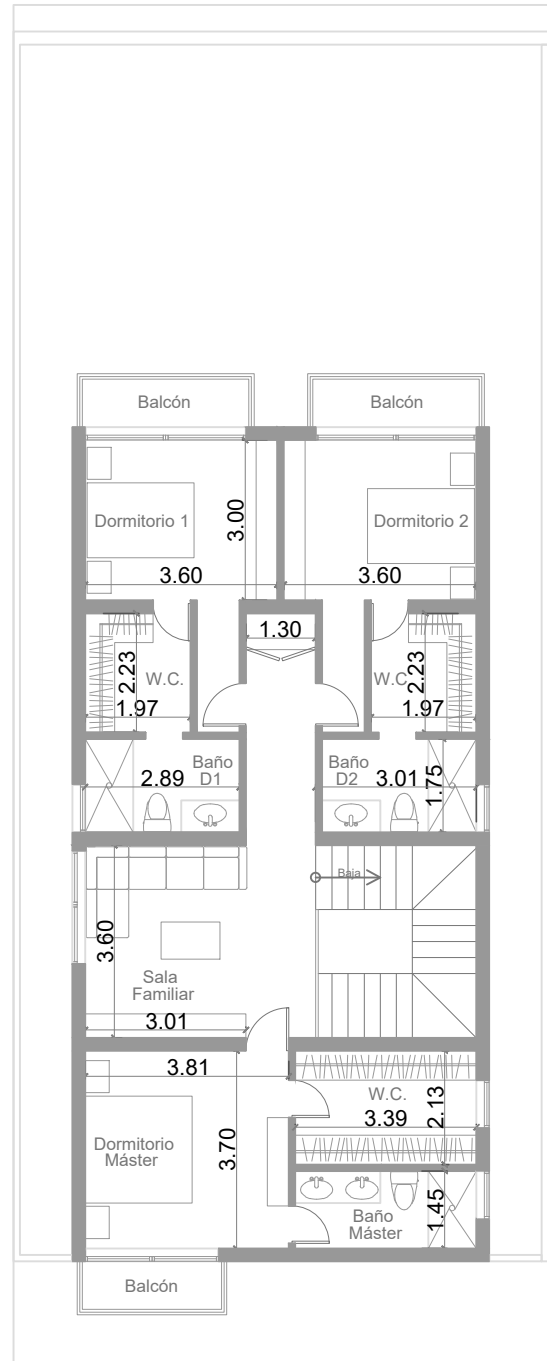 Balcón
Balcón
Dormitorio 1
3.00
Dormitorio 2
3.60
3.60
1.30
2.23
W.C.
W.C.
2.23
1.97
1.97
Baño
D1
2.89
Baño
D2
3.01
1.75
Baja
3.60
Sala
Familiar
3.01
3.81
W.C.
2.13
3.39
Dormitorio
Máster
3.70
1.45
Baño
Máster
Balcón